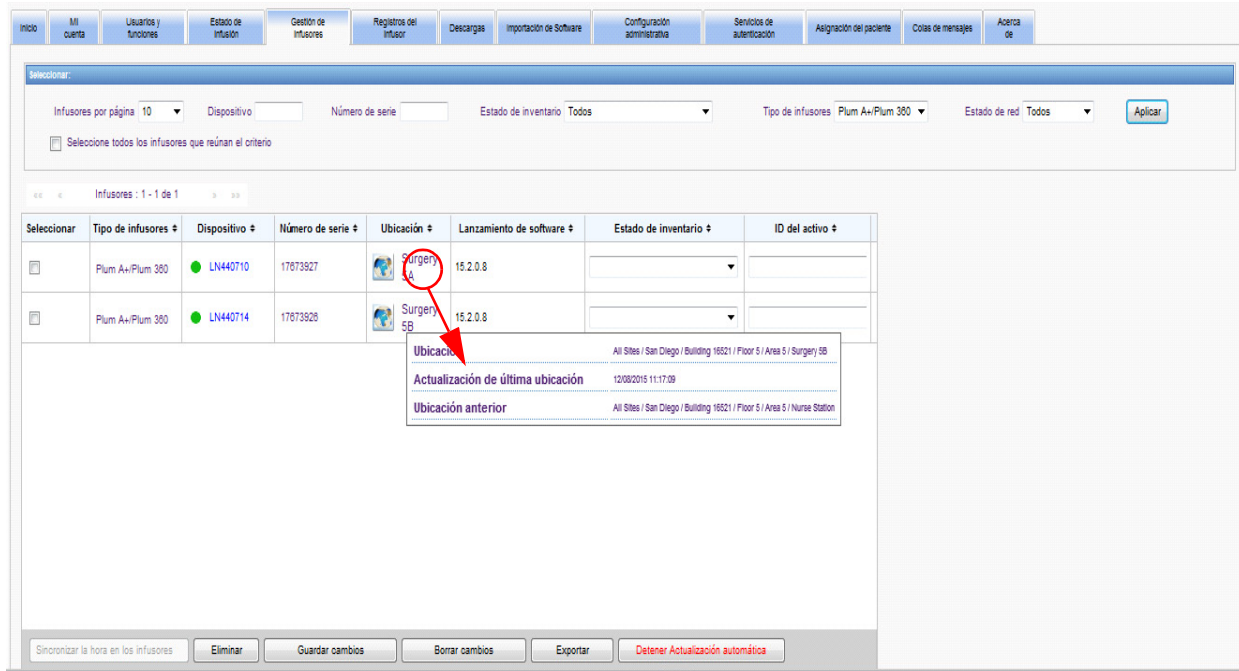 Inicio
Mi cuenta
Usuarios y funciones
Estado de Infusión
Gestión de Infusores
Registros del Infusor
Descargas
Importación de Software
Configuración administrativa
Servicios de autenticación
Asignación del paciente
Colas de mensajes
Acerca de
Seleccionar:
Infusores por página 10 Dispositivo Número de serie Estado de inventario Todos Tipo de infusores Plum A+/Plum 360 Estado de red Todos Aplicar
Seleccione todos los infusores que reúnan el criterio
Infusores : 1 - 1 de 1
Seleccionar Tipo de infusores Dispositivo Número de serie Ubicación Lanzamiento de software Estado de inventario ID del activo
Plum A+/Plum 360 LN440710 17673927 Surgery 5A 15.2.0.8
Plum A+/Plum 360 LN440714 17673926 Surgery 5B 15.2.0.8
Ubicación All Sites / San Diego / Building 16521 / Floor 5 / Area 5 / Surgery 5B
Actualización de última ubicación 12/08/2015 11:17:09
Ubicación anterior All Sites / San Diego / Building 16521 / Floor 5 / Area 5 / Nurse Station
Sincronizar la hora en los infusores Eliminar Guardar cambios Borrar cambios Exportar Detener Actualización automática